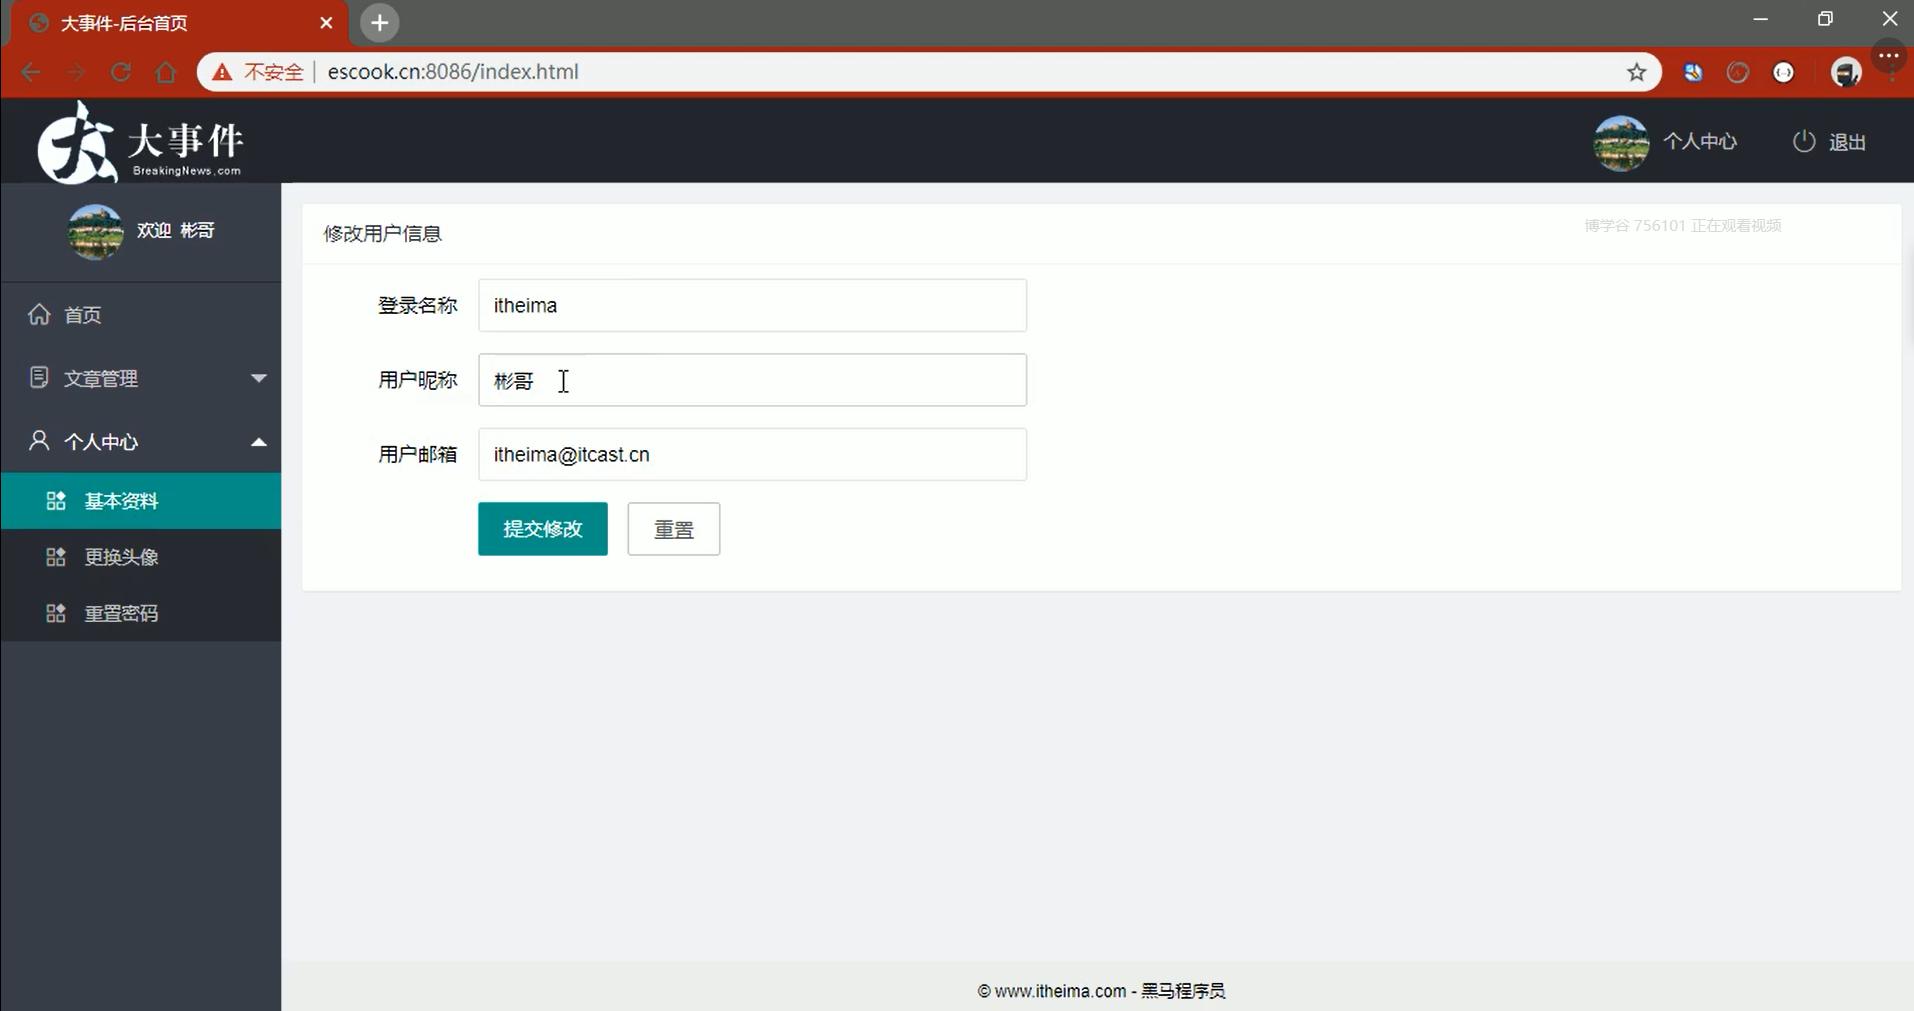 大事件-后台首页
不安全 escook.cn:8086/index.html
大事件
BreakingNews.com
个人中心
退出
欢迎 彬哥
首页
文章管理
个人中心
基本资料
更换头像
重置密码
修改用户信息
博学谷 756101 正在观看视频
登录名称 itheima
用户昵称 彬哥
用户邮箱 itheima@itcast.cn
提交修改 重置
© www.itheima.com - 黑马程序员